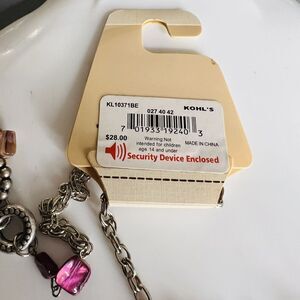 KL10371BE
KOHL'S
027 40 42
7 01933 19240 3
$28.00
Warning:Not
intended for children
age 14 and under
MADE IN CHINA
Security Device Enclosed